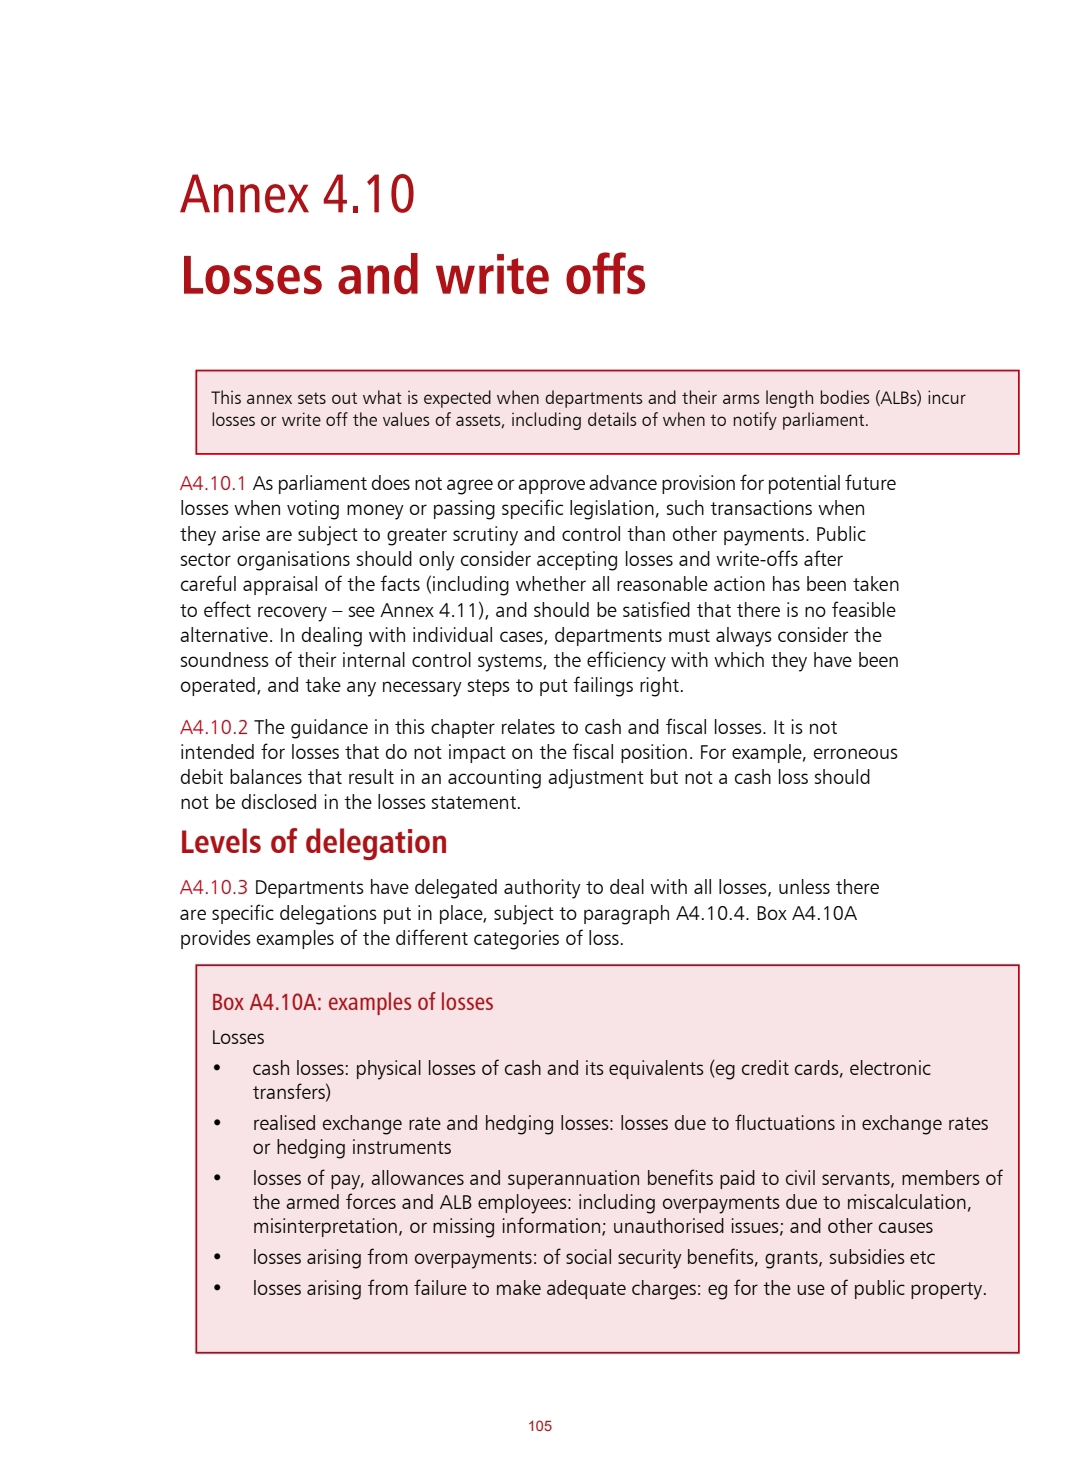 Annex 4.10
Losses and write offs
This annex sets out what is expected when departments and their arms length bodies (ALBs) incur
losses or write off the values of assets, including details of when to notify parliament.
A4.10.1 As parliament does not agree or approve advance provision for potential future
losses when voting money or passing specific legislation, such transactions when
they arise are subject to greater scrutiny and control than other payments. Public
sector organisations should only consider accepting losses and write-offs after
careful appraisal of the facts (including whether all reasonable action has been taken
to effect recovery – see Annex 4.11), and should be satisfied that there is no feasible
alternative. In dealing with individual cases, departments must always consider the
soundness of their internal control systems, the efficiency with which they have been
operated, and take any necessary steps to put failings right.
A4.10.2 The guidance in this chapter relates to cash and fiscal losses. It is not
intended for losses that do not impact on the fiscal position. For example, erroneous
debit balances that result in an accounting adjustment but not a cash loss should
not be disclosed in the losses statement.
Levels of delegation
A4.10.3 Departments have delegated authority to deal with all losses, unless there
are specific delegations put in place, subject to paragraph A4.10.4. Box A4.10A
provides examples of the different categories of loss.
Box A4.10A: examples of losses
Losses
• cash losses: physical losses of cash and its equivalents (eg credit cards, electronic
transfers)
• realised exchange rate and hedging losses: losses due to fluctuations in exchange rates
or hedging instruments
• losses of pay, allowances and superannuation benefits paid to civil servants, members of
the armed forces and ALB employees: including overpayments due to miscalculation,
misinterpretation, or missing information; unauthorised issues; and other causes
• losses arising from overpayments: of social security benefits, grants, subsidies etc
• losses arising from failure to make adequate charges: eg for the use of public property.
105